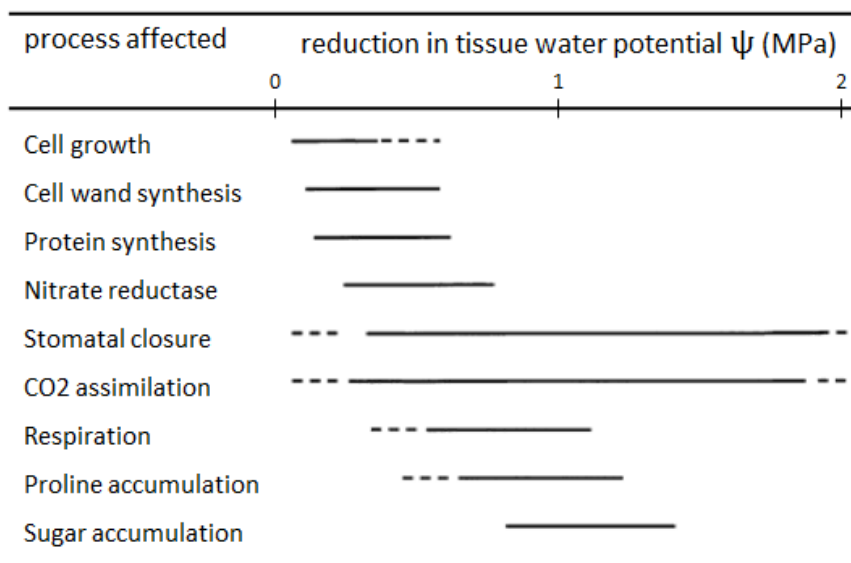 process affected reduction in tissue water potential ψ (MPa)
0 1 2
Cell growth
Cell wand synthesis
Protein synthesis
Nitrate reductase
Stomatal closure
CO2 assimilation
Respiration
Proline accumulation
Sugar accumulation